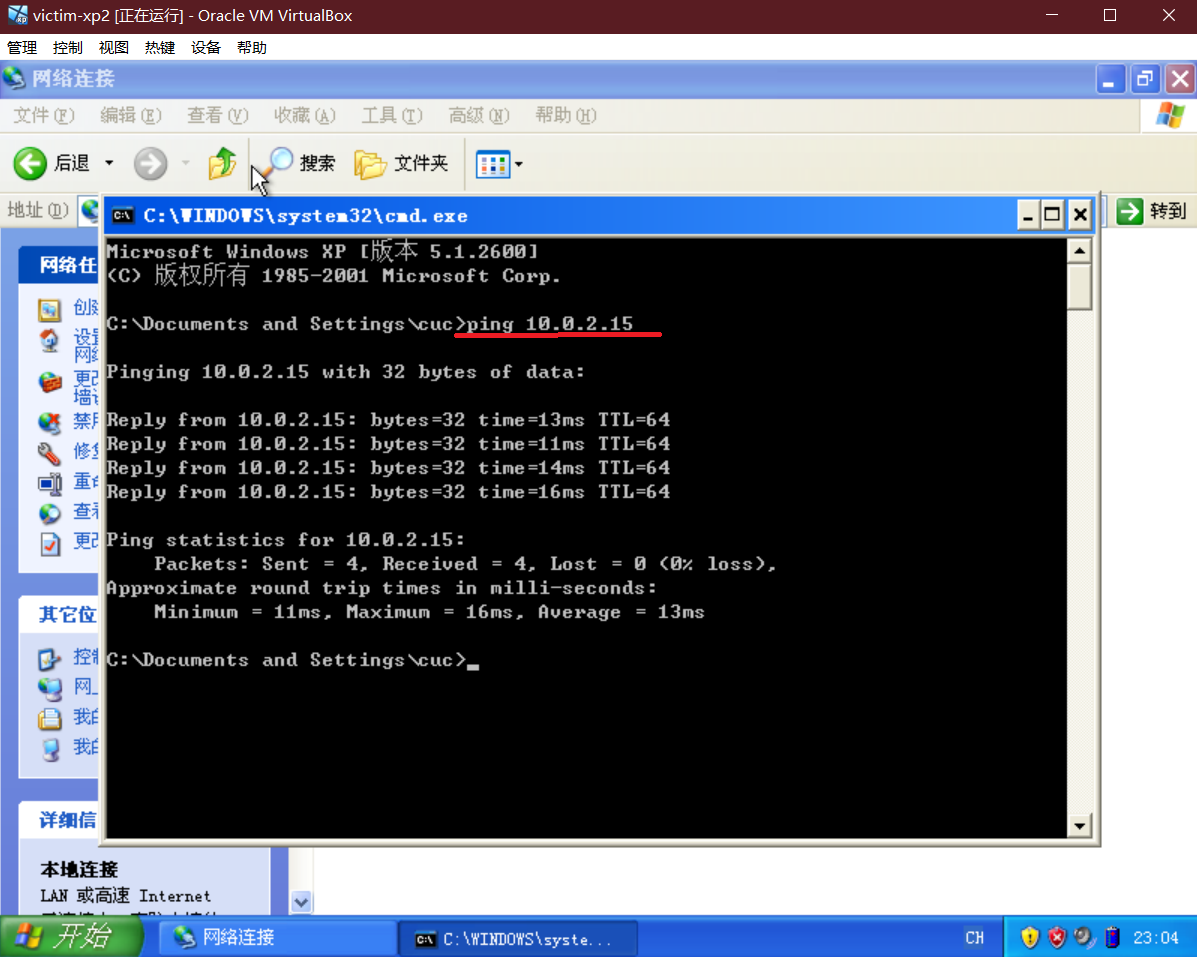 victim-xp2 [正在运行] - Oracle VM VirtualBox
管理 控制 视图 热键 设备 帮助
网络连接
文件(F) 编辑(E) 查看(V) 收藏(A) 工具(T) 高级(N) 帮助(H)
后退 搜索 文件夹
地址(D) 转到
C:\WINDOWS\system32\cmd.exe
Microsoft Windows XP [版本 5.1.2600]
(C) 版权所有 1985-2001 Microsoft Corp.
C:\Documents and Settings\cuc>ping 10.0.2.15
Pinging 10.0.2.15 with 32 bytes of data:
Reply from 10.0.2.15: bytes=32 time=13ms TTL=64
Reply from 10.0.2.15: bytes=32 time=11ms TTL=64
Reply from 10.0.2.15: bytes=32 time=14ms TTL=64
Reply from 10.0.2.15: bytes=32 time=16ms TTL=64
Ping statistics for 10.0.2.15:
Packets: Sent = 4, Received = 4, Lost = 0 (0% loss),
Approximate round trip times in milli-seconds:
Minimum = 11ms, Maximum = 16ms, Average = 13ms
C:\Documents and Settings\cuc>
网络任
设置
网络
更改
禁用
修复
查看
更改
其它位
控制
网上
我的
我的
详细信
本地连接
LAN 或高速 Internet
开始 网络连接 C:\WINDOWS\syste... CH 23:04